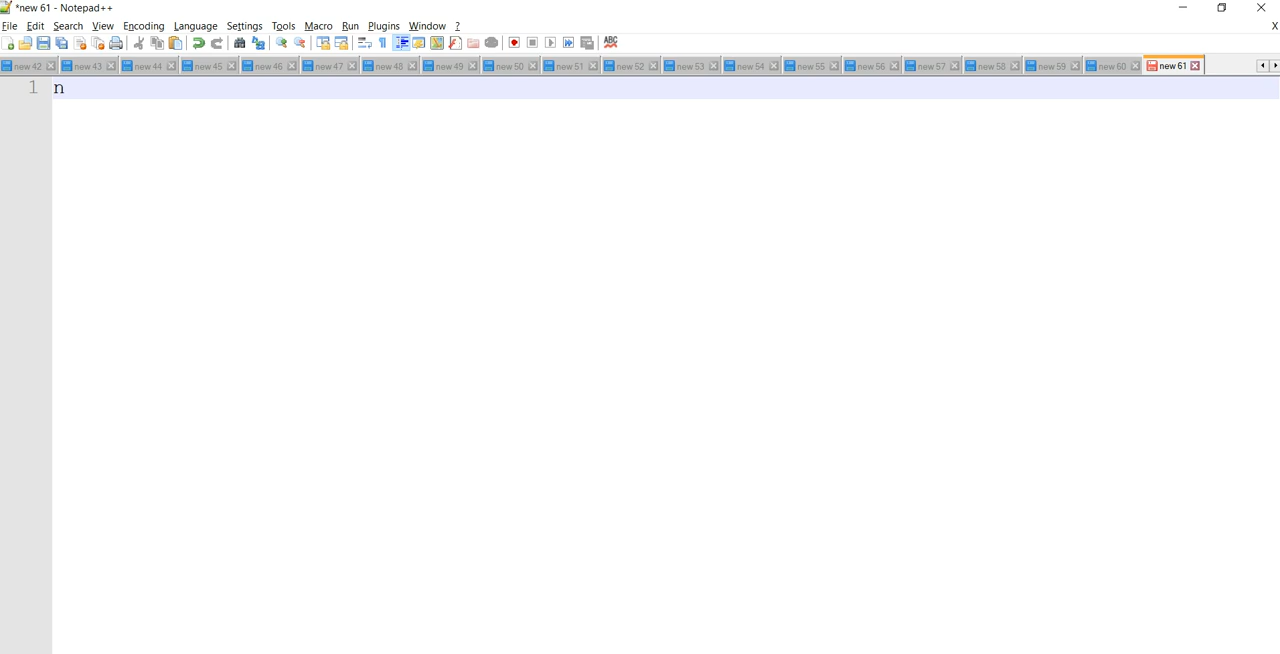 *new 61 - Notepad++
File Edit Search View Encoding Language Settings Tools Macro Run Plugins Window ? X
ABC
new 42 new 43 new 44 new 45 new 46 new 47 new 48 new 49 new 50 new 51 new 52 new 53 new 54 new 55 new 56 new 57 new 58 new 59 new 60 new 61
1 n